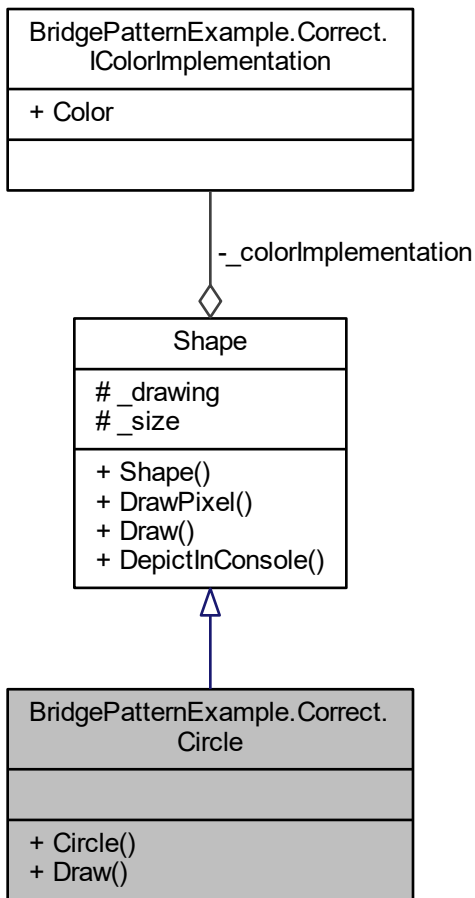 BridgePatternExample.Correct.
IColorImplementation
+ Color
-_colorImplementation
Shape
# _drawing
# _size
+ Shape()
+ DrawPixel()
+ Draw()
+ DepictInConsole()
BridgePatternExample.Correct.
Circle
+ Circle()
+ Draw()